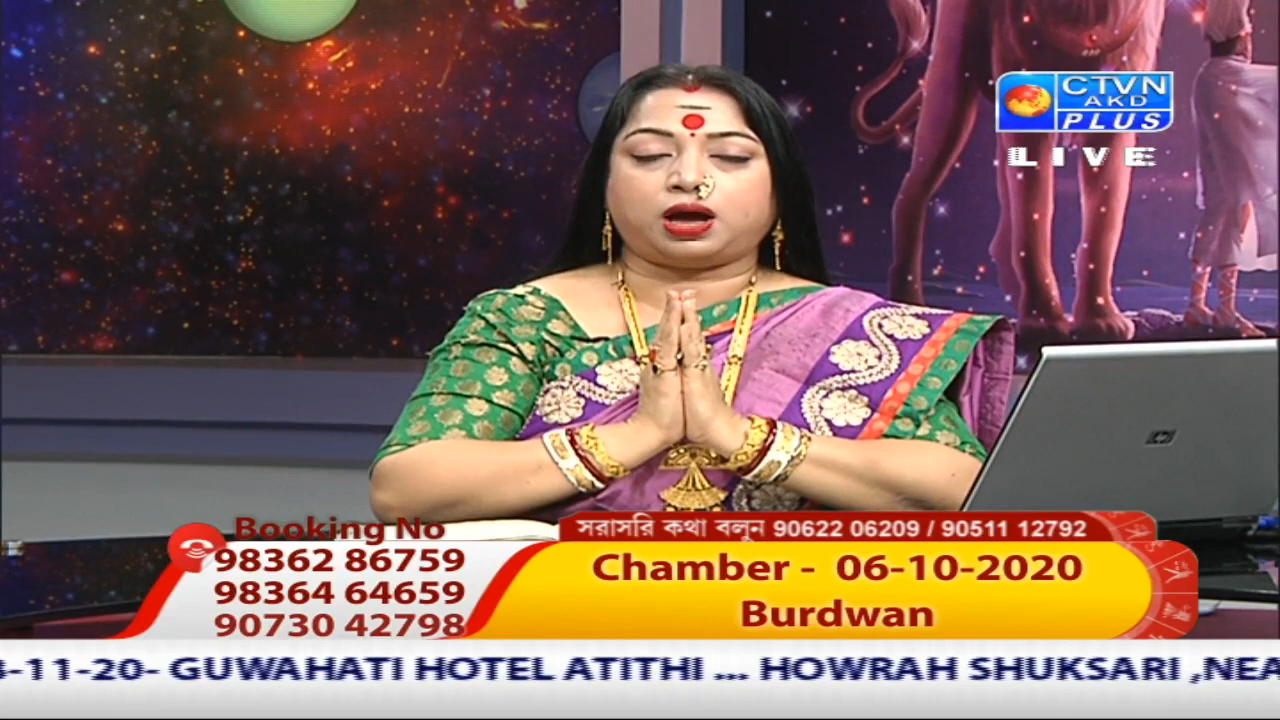 CTVN
AKD
PLUS
LIVE
Booking No
98362 86759
98364 64659
90730 42798
সরাসরি কথা বলুন 90622 06209 / 90511 12792
Chamber - 06-10-2020
Burdwan
-11-20- GUWAHATI HOTEL ATITHI ... HOWRAH SHUKSARI ,NEA
hp